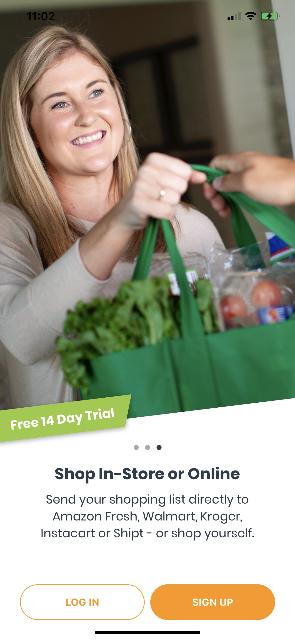 11:02
Free 14 Day Trial
Shop In-Store or Online
Send your shopping list directly to
Amazon Fresh, Walmart, Kroger,
Instacart or Shipt - or shop yourself.
LOG IN
SIGN UP